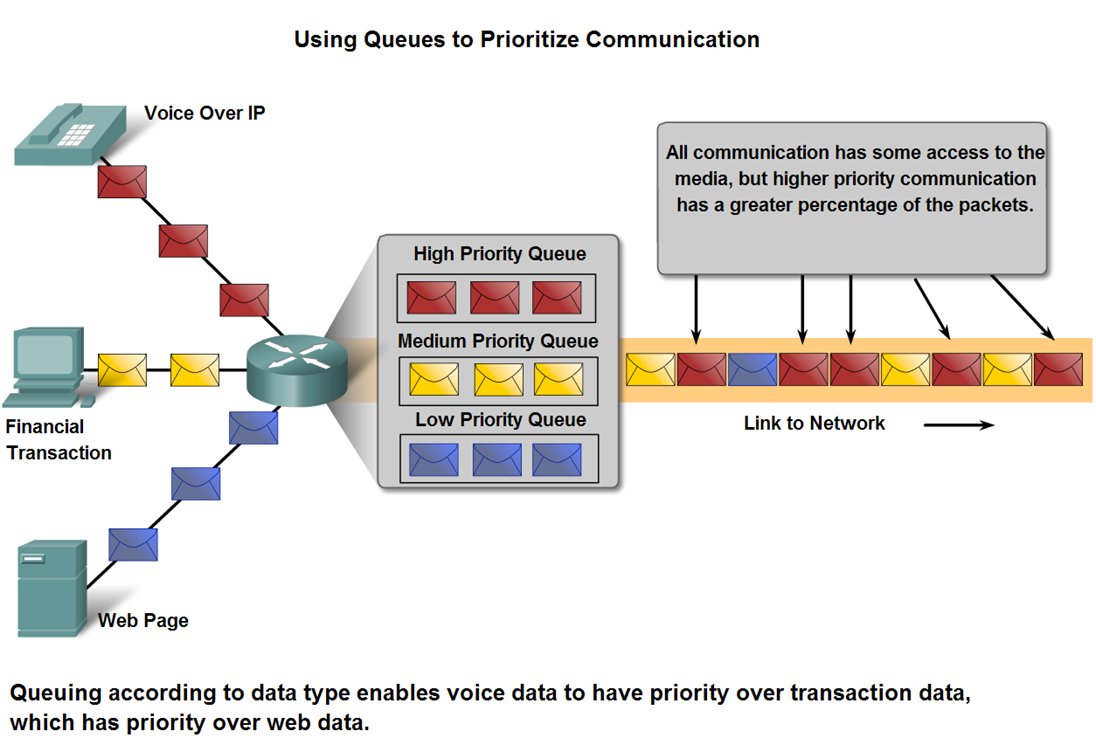 Using Queues to Prioritize Communication
Voice Over IP
All communication has some access to the
media, but higher priority communication
has a greater percentage of the packets.
High Priority Queue
Medium Priority Queue
Low Priority Queue
Link to Network
Financial
Transaction
Web Page
Queuing according to data type enables voice data to have priority over transaction data,
which has priority over web data.